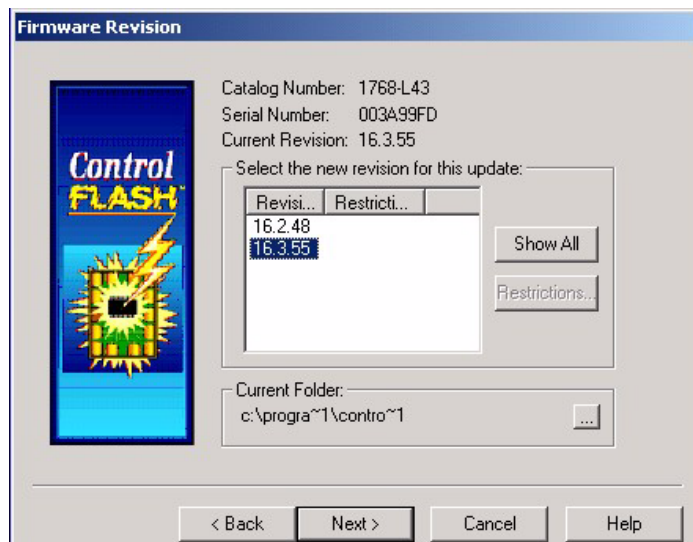 Firmware Revision
Catalog Number: 1768-L43
Serial Number: 003A99FD
Current Revision: 16.3.55
Control
FLASH™
Select the new revision for this update:
Revisi... Restricti...
16.2.48
16.3.55
Show All
Restrictions...
Current Folder:
c:\progra~1\contro~1
...
< Back Next > Cancel Help